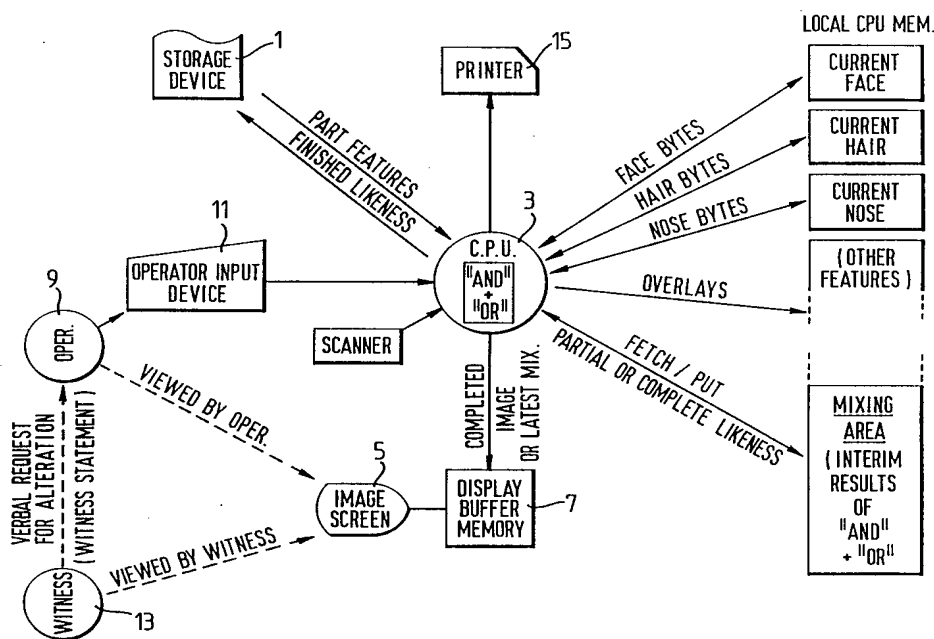 LOCAL CPU MEM.
1
STORAGE
DEVICE
15
PRINTER
CURRENT
FACE
CURRENT
HAIR
CURRENT
NOSE
(OTHER
FEATURES)
PART FEATURES
FINISHED LIKENESS
FACE BYTES
HAIR BYTES
NOSE BYTES
OVERLAYS
3
C.P.U.
"AND"
+
"OR"
11
OPERATOR INPUT
DEVICE
9
OPER.
SCANNER
FETCH / PUT
PARTIAL OR COMPLETE LIKENESS
VIEWED BY OPER.
COMPLETED
IMAGE
OR LATEST MIX.
VERBAL REQUEST
FOR ALTERATION
(WITNESS STATEMENT)
5
IMAGE
SCREEN
DISPLAY
BUFFER
MEMORY
7
MIXING
AREA
(INTERIM
RESULTS
OF
"AND"
+ "OR"
VIEWED BY WITNESS
WITNESS
13